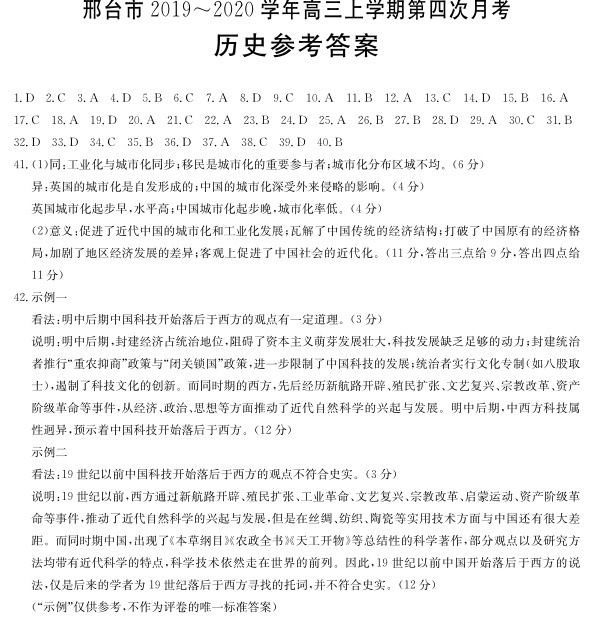 邢台市 2019～2020 学年高三上学期第四次月考
历史参考答案
1. D 2. C 3. A 4. D 5. B 6. C 7. A 8. D 9. C 10. A 11. B 12. A 13. C 14. D 15. B 16. A
17. C 18. A 19. D 20. A 21. C 22. A 23. B 24. D 25. A 26. B 27. B 28. D 29. A 30. C 31. B
32. D 33. D 34. C 35. B 36. D 37. A 38. C 39. D 40. B
41. (1)同:工业化与城市化同步;移民是城市化的重要参与者;城市化分布区域不均。(6 分)
异:英国的城市化是自发形成的;中国的城市化深受外来侵略的影响。(4 分)
英国城市化起步早,水平高;中国城市化起步晚,城市化率低。(4 分)
(2)意义:促进了近代中国的城市化和工业化发展;瓦解了中国传统的经济结构;打破了中国原有的经济格
局,加剧了地区经济发展的差异;客观上促进了中国社会的近代化。(11 分,答出三点给 9 分,答出四点给
11 分)
42. 示例一
看法:明中后期中国科技开始落后于西方的观点有一定道理。(3 分)
说明:明中后期,封建经济占统治地位,阻碍了资本主义萌芽发展壮大,科技发展缺乏足够的动力;封建统治
者推行“重农抑商”政策与“闭关锁国”政策,进一步限制了中国科技的发展;统治者实行文化专制(如八股取
士),遏制了科技文化的创新。而同时期的西方,先后经历新航路开辟、殖民扩张、文艺复兴、宗教改革、资产
阶级革命等事件,从经济、政治、思想等方面推动了近代自然科学的兴起与发展。明中后期,中西方科技属
性迥异,预示着中国科技开始落后于西方。(12 分)
示例二
看法:19 世纪以前中国科技开始落后于西方的观点不符合史实。(3 分)
说明:19 世纪以前,西方通过新航路开辟、殖民扩张、工业革命、文艺复兴、宗教改革、启蒙运动、资产阶级革
命等事件,推动了近代自然科学的兴起与发展,但是在丝绸、纺织、陶瓷等实用技术方面与中国还有很大差
距。而同时期中国,出现了《本草纲目》《农政全书》《天工开物》等总结性的科学著作,部分观点以及研究方
法均带有近代科学的特点,科学技术依然走在世界的前列。因此,19 世纪以前中国开始落后于西方的说
法,仅是后来的学者为 19 世纪落后于西方寻找的托词,并不符合史实。(12 分)
(“示例”仅供参考,不作为评卷的唯一标准答案)